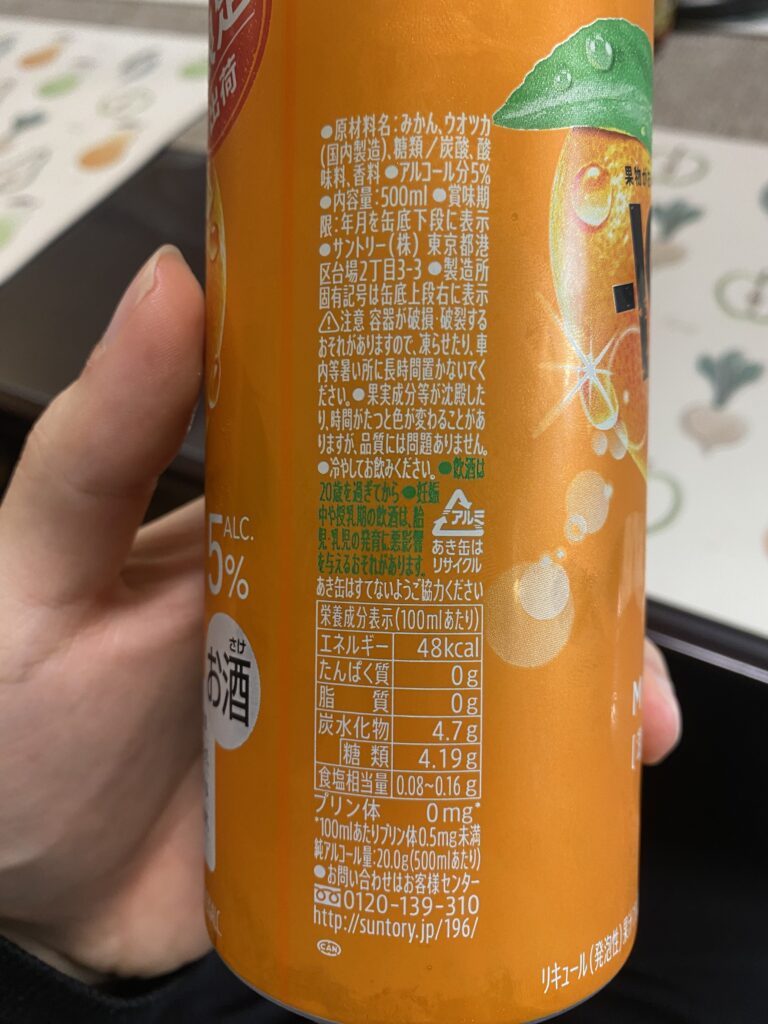 定
出荷
●原材料名:みかん、ウオツカ
(国内製造)、糖類/炭酸、酸
味料、香料 ●アルコール分5%
●内容量:500ml ●賞味期
限:年月を缶底下段に表示
●サントリー(株) 東京都港
区台場2丁目3-3 ●製造所
固有記号は缶底上段右に表示
⚠注意 容器が破損・破裂する
おそれがありますので、凍らせたり、車
内等暑い所に長時間置かないでく
ださい。●果実成分等が沈殿した
り、時間がたつと色が変わることがあ
りますが、品質には問題ありません。
●冷やしてお飲みください。●飲酒は
20歳を過ぎてから ●妊娠
中や授乳期の飲酒は、胎
児・乳児の発育に悪影響
を与えるおそれがあります。
アルミ
あき缶は
リサイクル
あき缶はすてないようご協力ください
栄養成分表示(100mlあたり)
エネルギー 48kcal
たんぱく質 0g
脂質 0g
炭水化物 4.7g
糖類 4.19g
食塩相当量 0.08~0.16g
プリン体 0mg*
*100mlあたりプリン体0.5mg未満
純アルコール量:20.0g(500mlあたり)
●お問い合わせはお客様センター
0120-139-310
http://suntory.jp/196/
CAN
ALC.
5%
さけ
お酒
果物か
リキュール(発泡性)